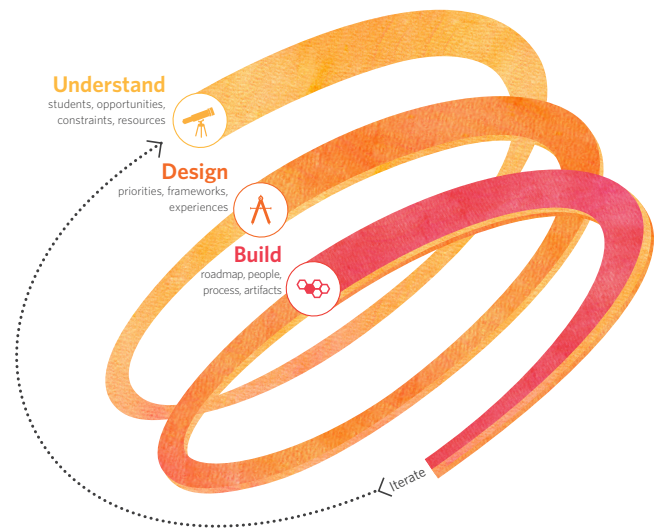 Understand
students, opportunities,
constraints, resources
Design
priorities, frameworks,
experiences
Build
roadmap, people,
process, artifacts
Iterate